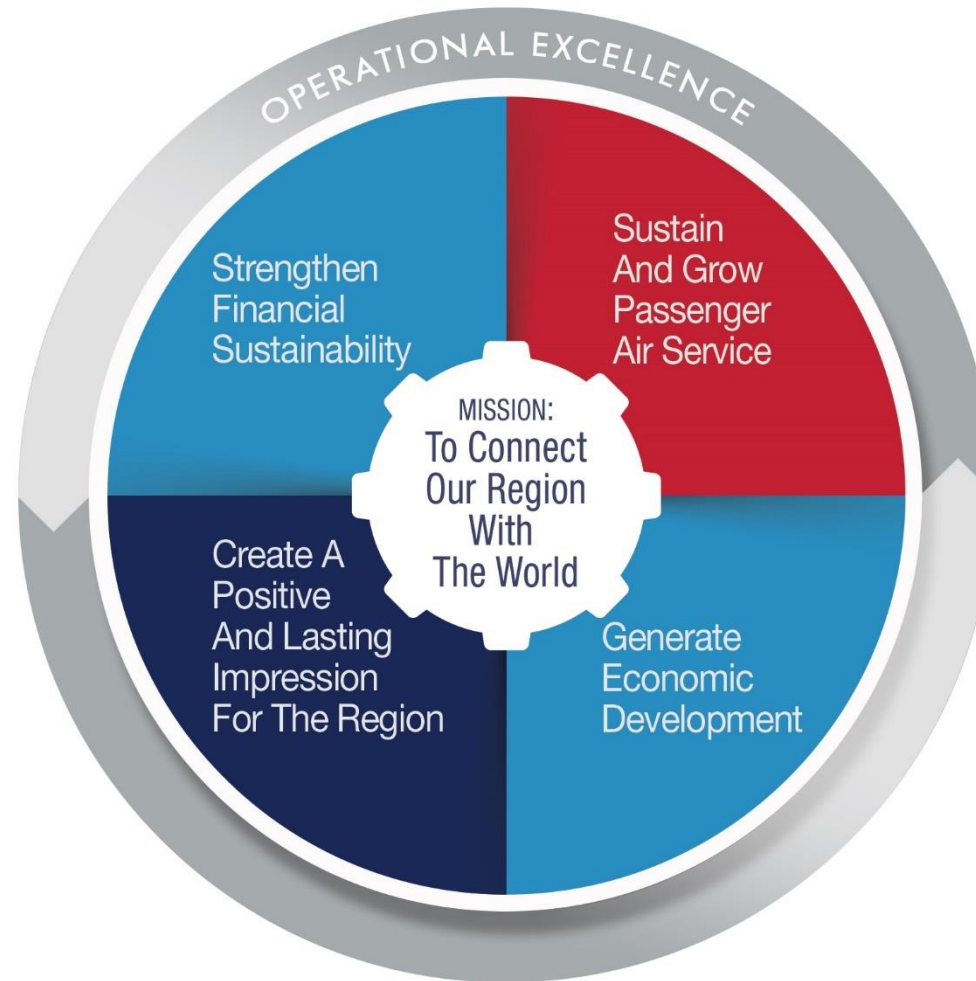 OPERATIONAL EXCELLENCE
Strengthen
Financial
Sustainability
Sustain
And Grow
Passenger
Air Service
MISSION:
To Connect
Our Region
With
The World
Create A
Positive
And Lasting
Impression
For The Region
Generate
Economic
Development